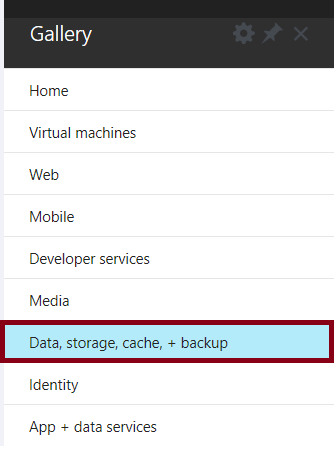 Gallery
Home
Virtual machines
Web
Mobile
Developer services
Media
Data, storage, cache, + backup
Identity
App + data services